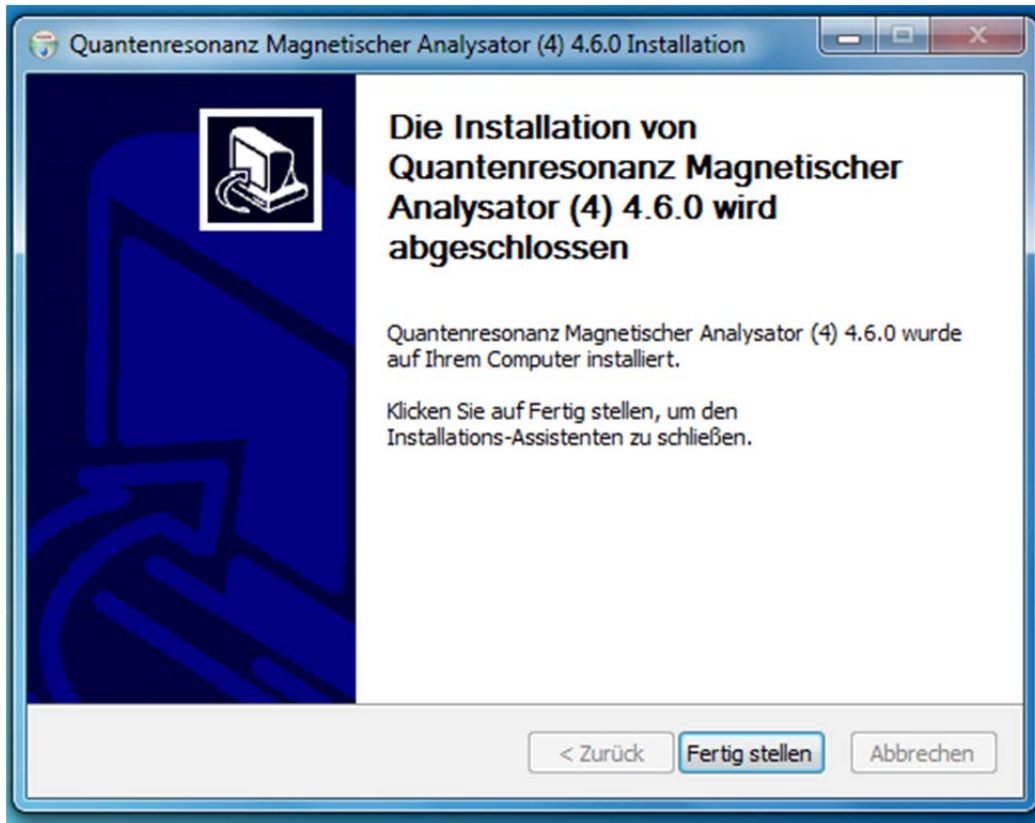 Quantenresonanz Magnetischer Analysator (4) 4.6.0 Installation
Die Installation von
Quantenresonanz Magnetischer
Analysator (4) 4.6.0 wird
abgeschlossen
Quantenresonanz Magnetischer Analysator (4) 4.6.0 wurde
auf Ihrem Computer installiert.
Klicken Sie auf Fertig stellen, um den
Installations-Assistenten zu schließen.
< Zurück Fertig stellen Abbrechen